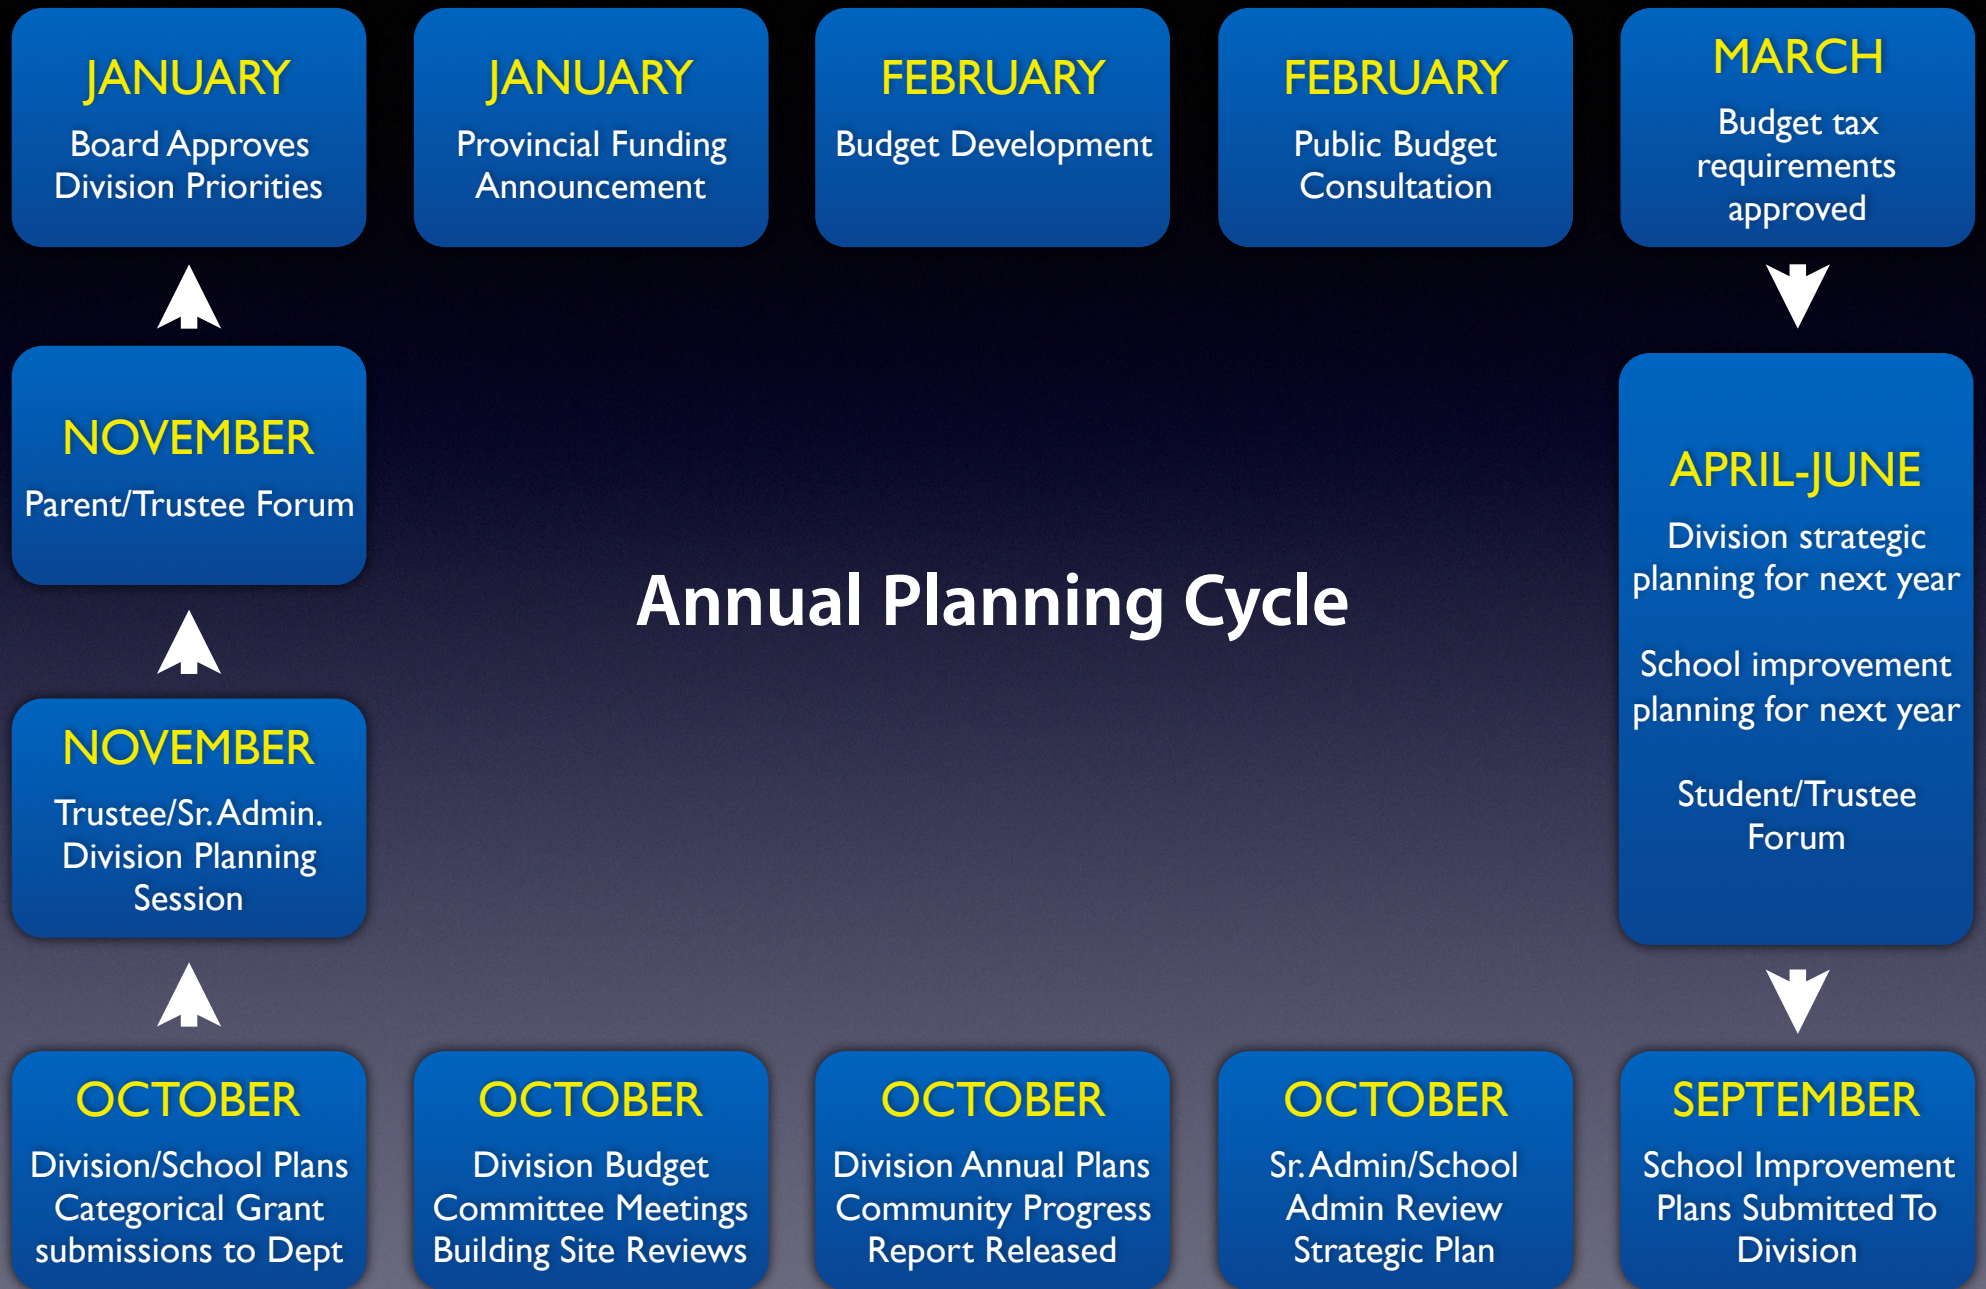 JANUARY
Board Approves
Division Priorities
JANUARY
Provincial Funding
Announcement
FEBRUARY
Budget Development
FEBRUARY
Public Budget
Consultation
MARCH
Budget tax
requirements
approved
NOVEMBER
Parent/Trustee Forum
Annual Planning Cycle
APRIL-JUNE
Division strategic
planning for next year
School improvement
planning for next year
Student/Trustee
Forum
NOVEMBER
Trustee/Sr. Admin.
Division Planning
Session
OCTOBER
Division/School Plans
Categorical Grant
submissions to Dept
OCTOBER
Division Budget
Committee Meetings
Building Site Reviews
OCTOBER
Division Annual Plans
Community Progress
Report Released
OCTOBER
Sr. Admin/School
Admin Review
Strategic Plan
SEPTEMBER
School Improvement
Plans Submitted To
Division